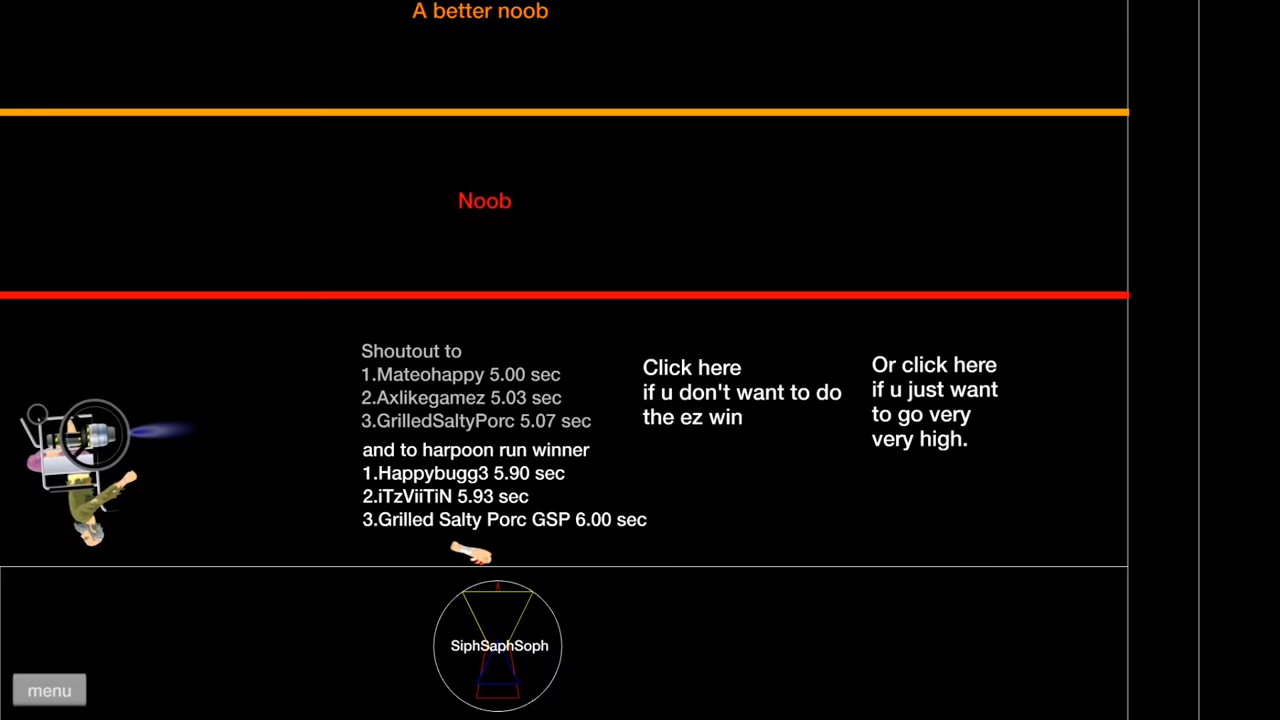 A better noob
Noob
Shoutout to
1.Mateohappy 5.00 sec
2.Axlikegamez 5.03 sec
3.GrilledSaltyPorc 5.07 sec
and to harpoon run winner
1.Happybugg3 5.90 sec
2.iTzViiTiN 5.93 sec
3.Grilled Salty Porc GSP 6.00 sec
Click here
if u don't want to do
the ez win
Or click here
if u just want
to go very
very high.
SiphSaphSoph
menu